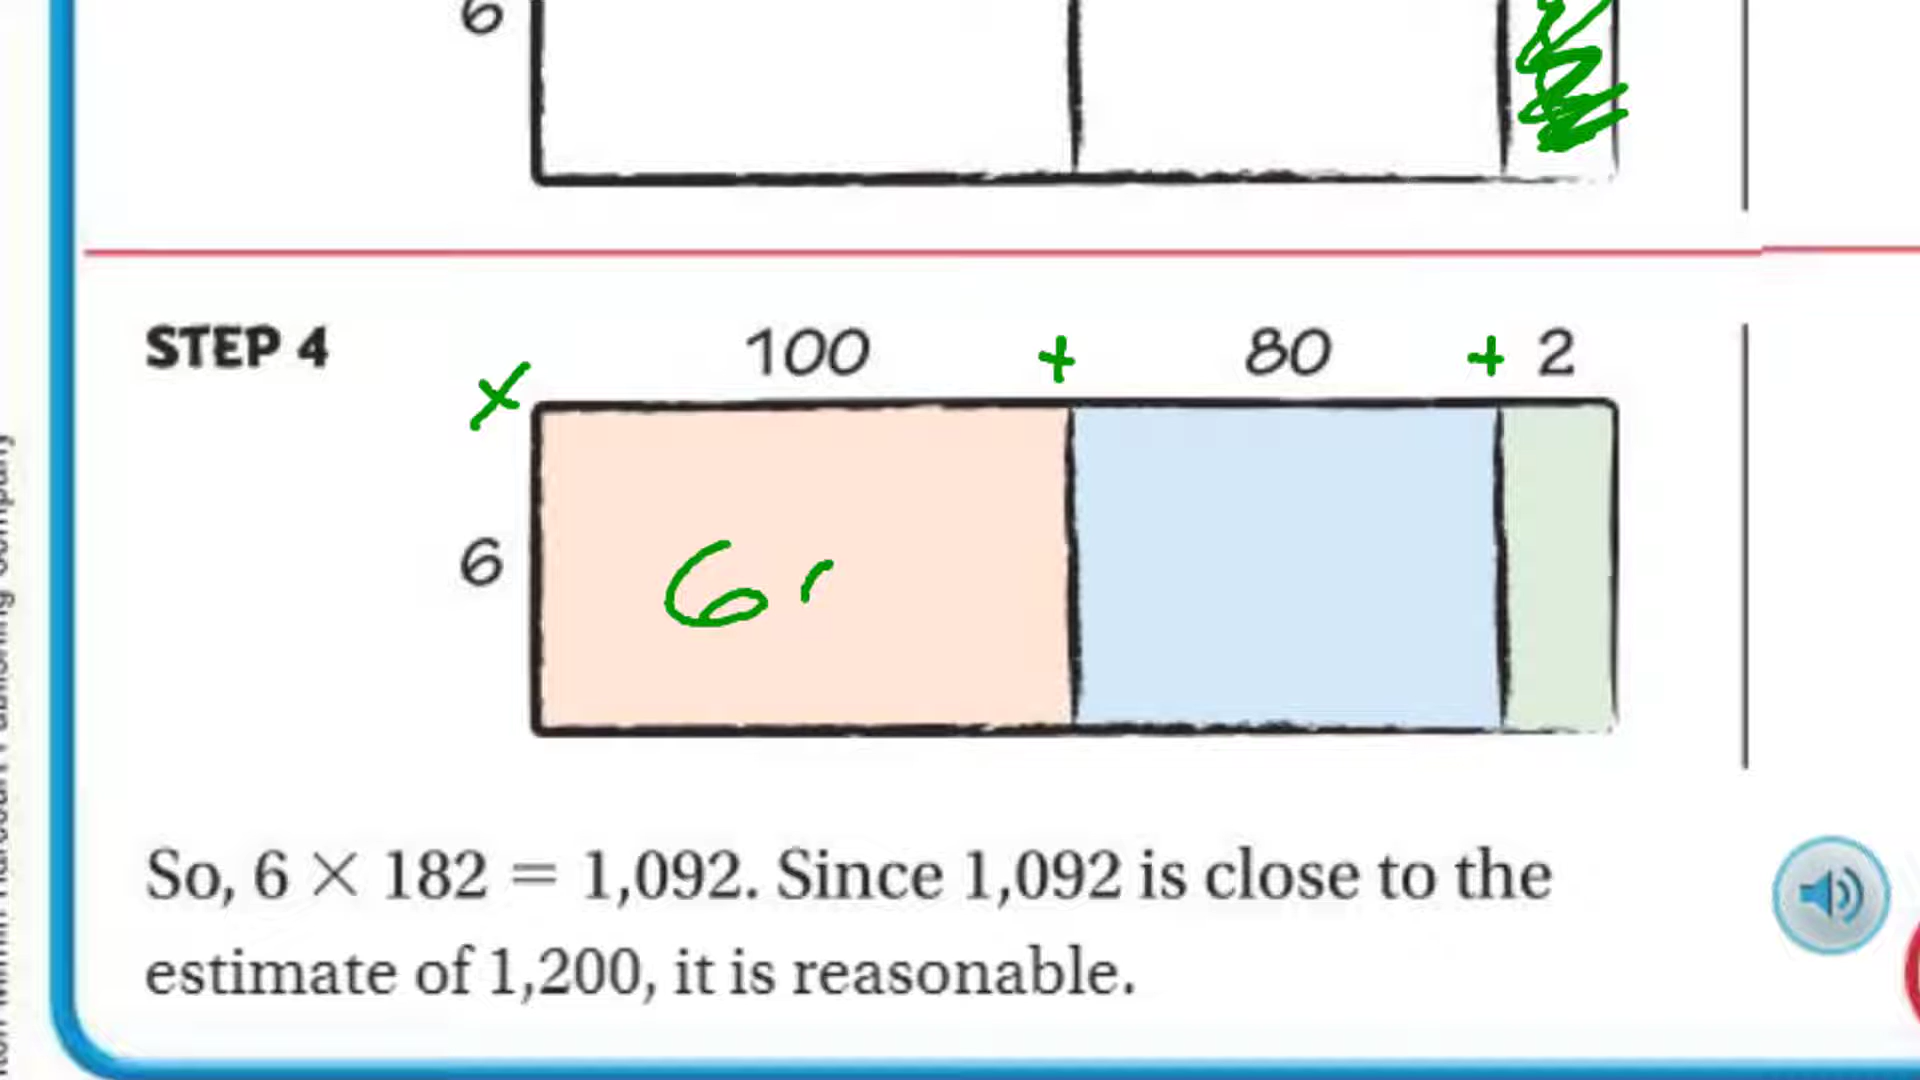 6
STEP 4 100 + 80 + 2
×
6 6
So, 6 × 182 = 1,092. Since 1,092 is close to the
estimate of 1,200, it is reasonable.